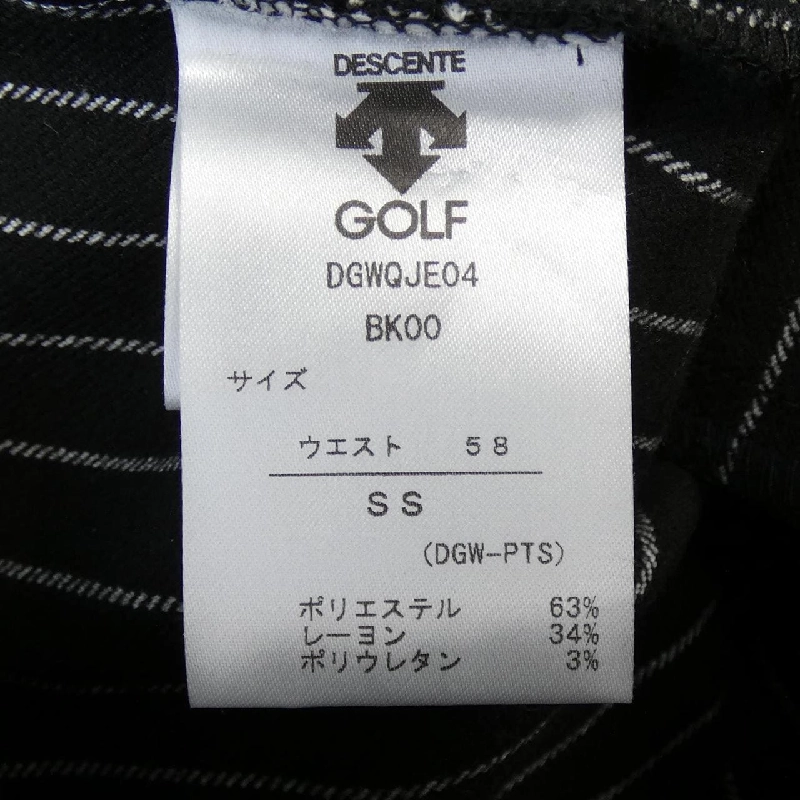 DESCENTE
GOLF
DGWQJE04
BK00
サイズ
ウエスト 58
SS
(DGW-PTS)
ポリエステル 63%
レーヨン 34%
ポリウレタン 3%